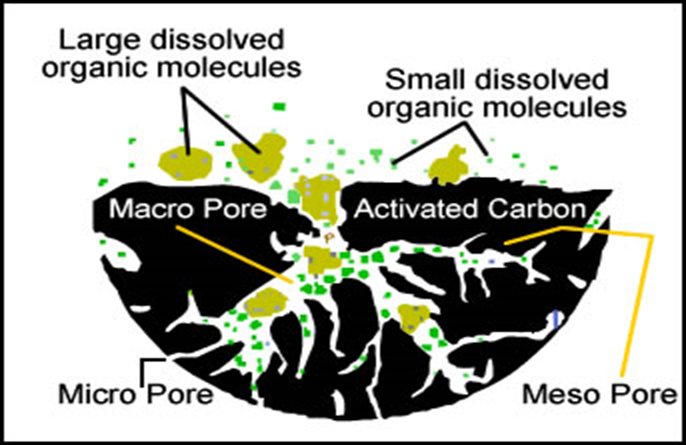 Large dissolved
organic molecules
Small dissolved
organic molecules
Macro Pore
Activated Carbon
Micro Pore
Meso Pore